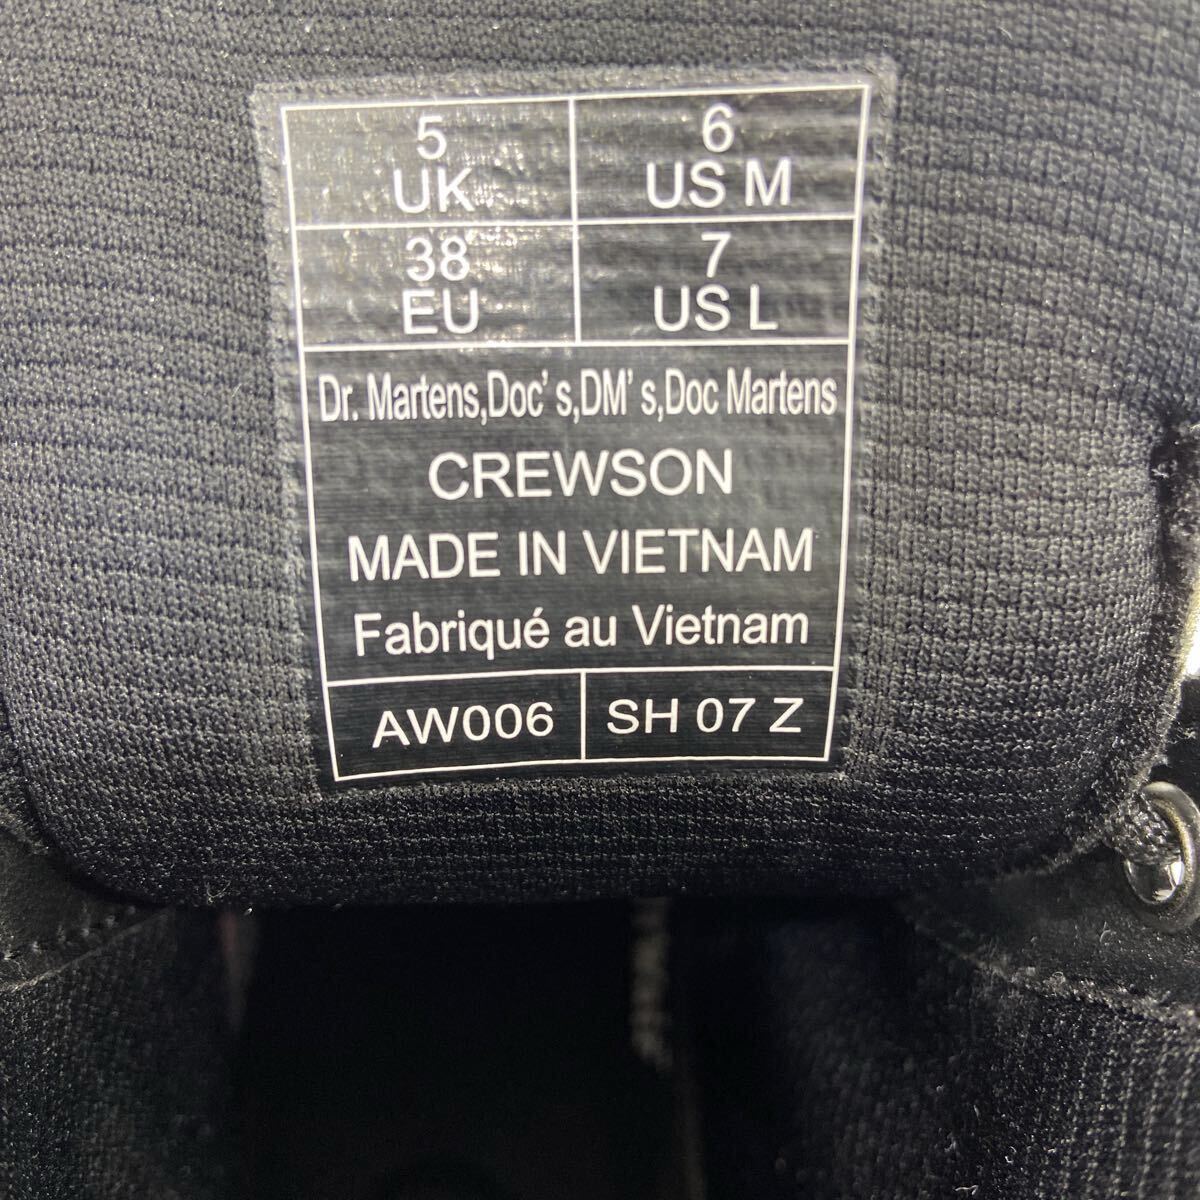 5
UK
6
US M
38
EU
7
US L
Dr. Martens,Doc's,DM's,Doc Martens
CREWSON
MADE IN VIETNAM
Fabriqué au Vietnam
AW006
SH 07 Z